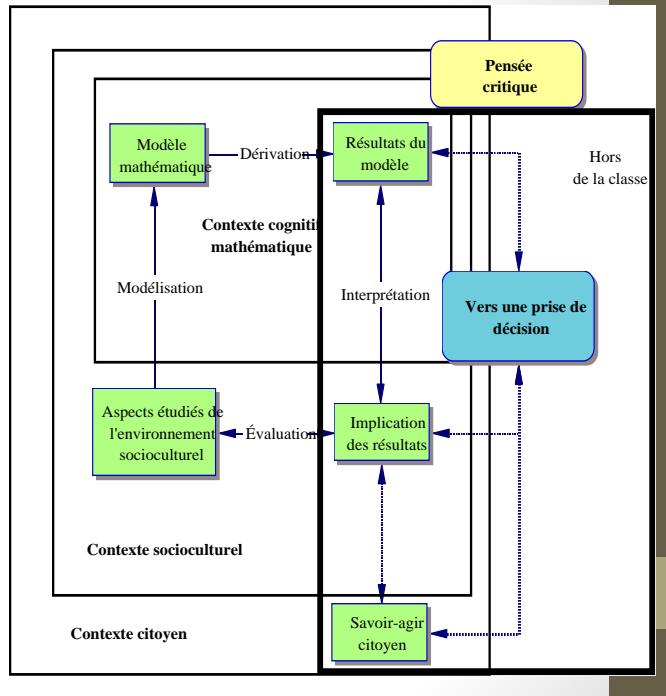 Pensée
critique
Modèle
mathématique
Dérivation
Résultats du
modèle
Hors
de la classe
Contexte cognitif
mathématique
Modélisation
Interprétation
Vers une prise de
décision
Aspects étudiés de
l'environnement
socioculturel
Évaluation
Implication
des résultats
Contexte socioculturel
Contexte citoyen
Savoir-agir
citoyen